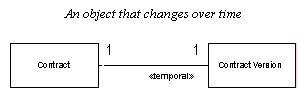 An object that changes over time
1 1
Contract Contract Version
«temporal»